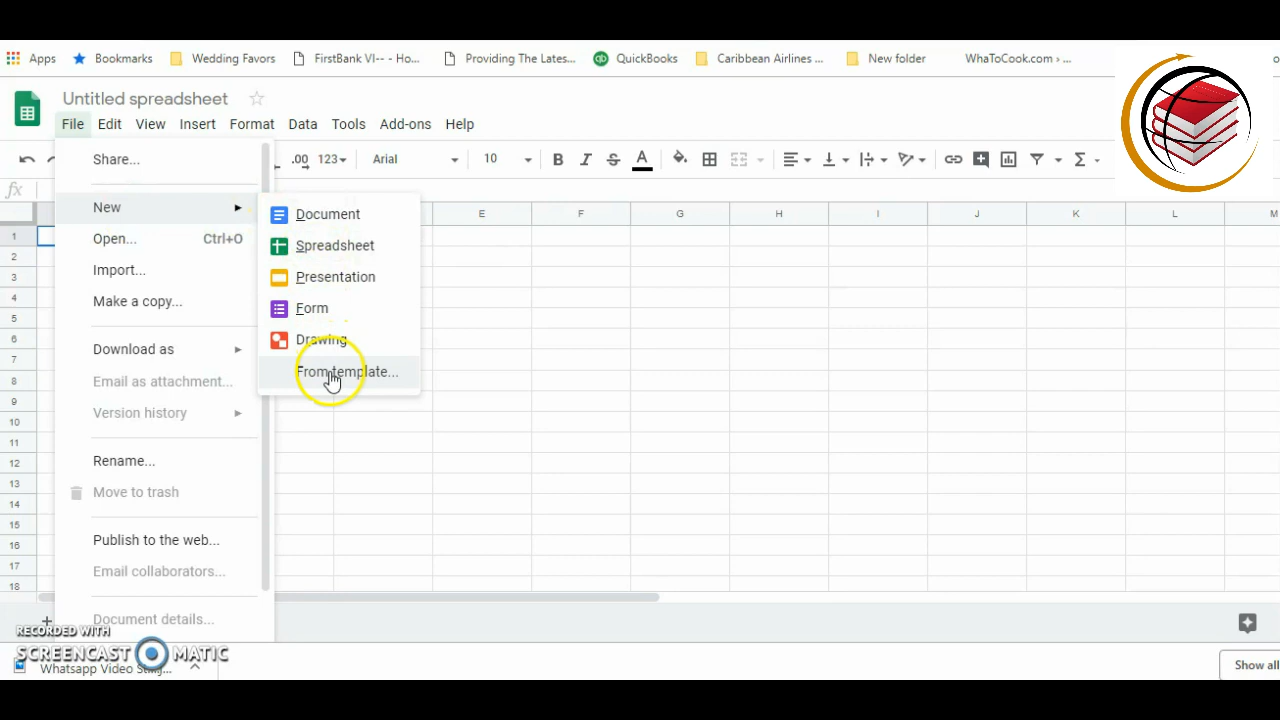 Apps Bookmarks Wedding Favors FirstBank VI-- - Ho... Providing The Lates... QuickBooks Caribbean Airlines ... New folder WhaToCook.com › ...
Untitled spreadsheet
File Edit View Insert Format Data Tools Add-ons Help
.00 123 Arial 10 B I S A Σ
fx
Share...
New
Open... Ctrl+O
Import...
Make a copy...
Download as
Email as attachment...
Version history
Rename...
Move to trash
Publish to the web...
Email collaborators...
Document details...
Document
Spreadsheet
Presentation
Form
Drawing
From template...
E F G H I J K L M
1
2
3
4
5
6
7
8
9
10
11
12
13
14
15
16
17
18
RECORDED WITH
SCREENCAST MATIC
Show all